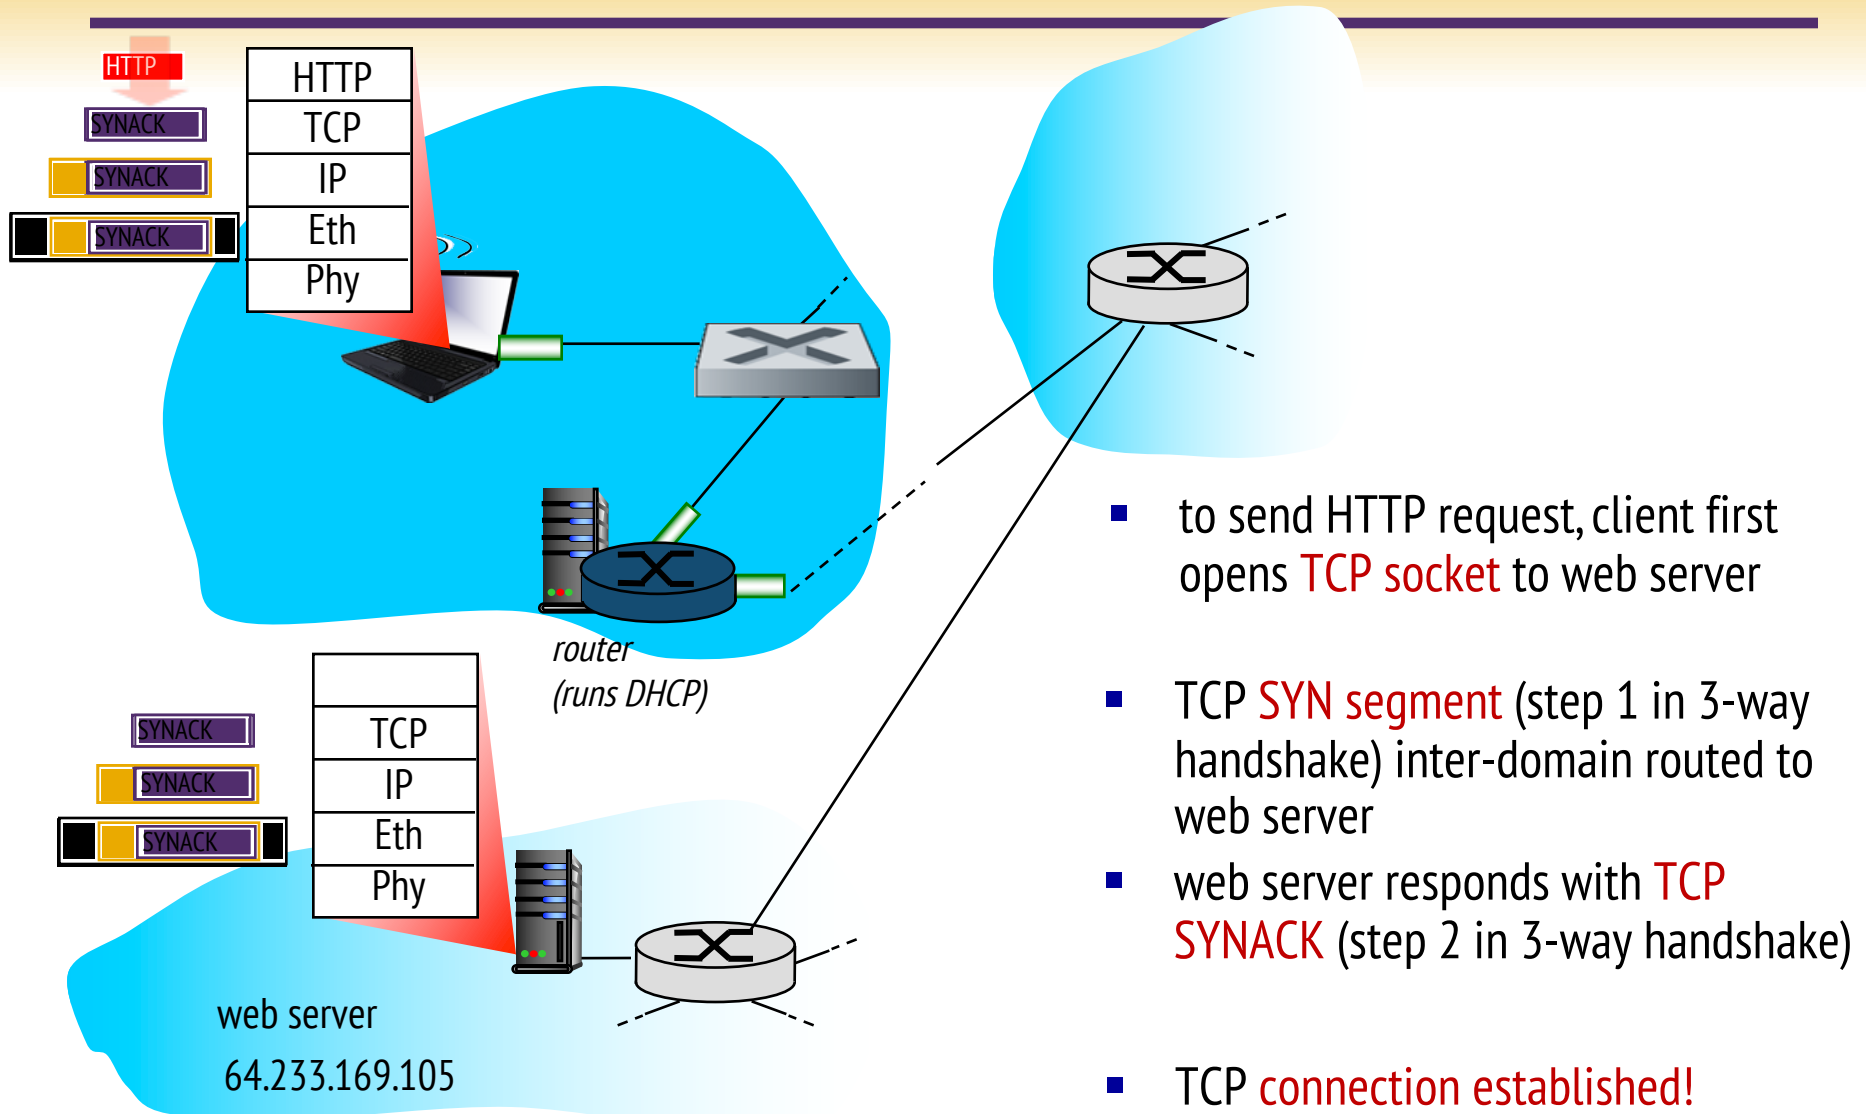 HTTP
SYNACK
SYNACK
SYNACK
HTTP
TCP
IP
Eth
Phy
router
(runs DHCP)
SYNACK
SYNACK
SYNACK
TCP
IP
Eth
Phy
web server
64.233.169.105
to send HTTP request, client first
opens TCP socket to web server
TCP SYN segment (step 1 in 3-way
handshake) inter-domain routed to
web server
web server responds with TCP
SYNACK (step 2 in 3-way handshake)
TCP connection established!